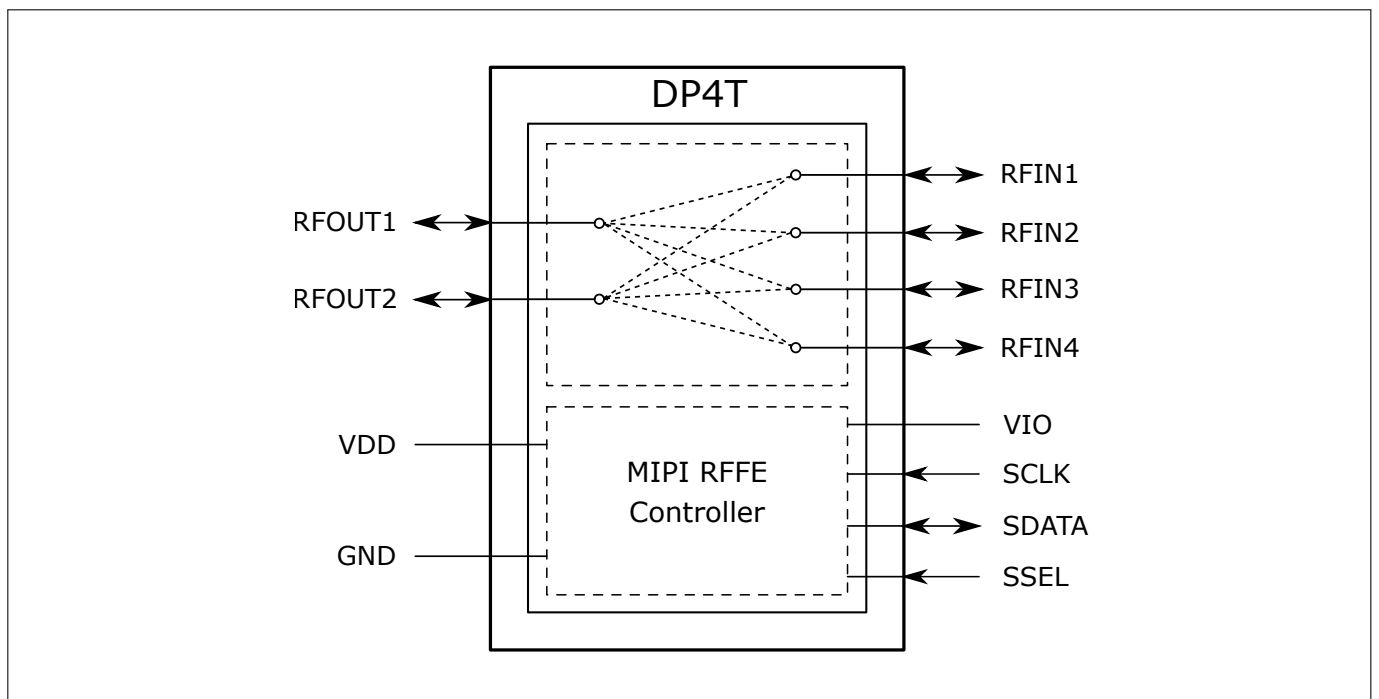 DP4T
RFOUT1
RFOUT2
RFIN1
RFIN2
RFIN3
RFIN4
VDD
GND
MIPI RFFE
Controller
VIO
SCLK
SDATA
SSEL